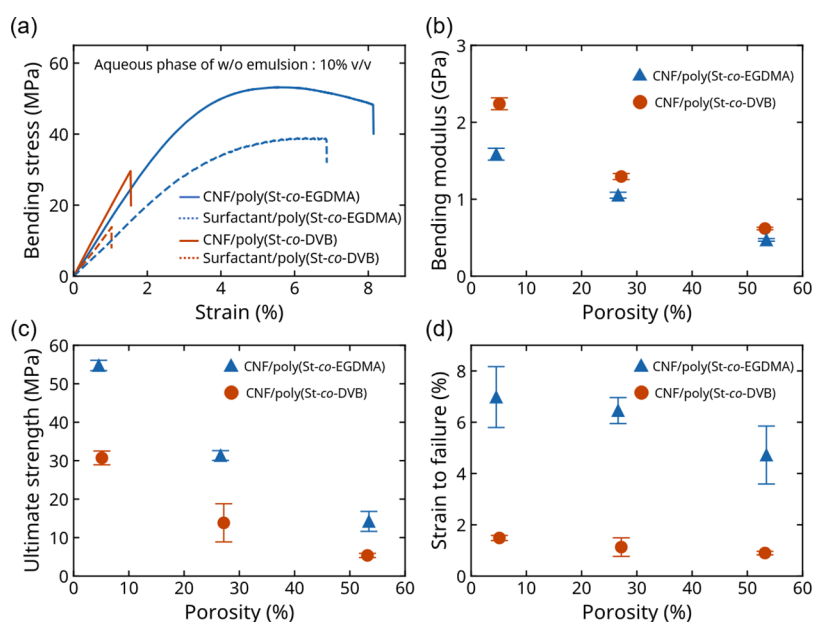 (a)
60
40
20
0
Bending stress (MPa)
Aqueous phase of w/o emulsion : 10% v/v
CNF/poly(St-co-EGDMA)
Surfactant/poly(St-co-EGDMA)
CNF/poly(St-co-DVB)
Surfactant/poly(St-co-DVB)
0 2 4 6 8
Strain (%)
(b)
3
2
1
0
Bending modulus (GPa)
CNF/poly(St-co-EGDMA)
CNF/poly(St-co-DVB)
0 10 20 30 40 50 60
Porosity (%)
(c)
60
50
40
30
20
10
0
Ultimate strength (MPa)
CNF/poly(St-co-EGDMA)
CNF/poly(St-co-DVB)
0 10 20 30 40 50 60
Porosity (%)
(d)
8
6
4
2
0
Strain to failure (%)
CNF/poly(St-co-EGDMA)
CNF/poly(St-co-DVB)
0 10 20 30 40 50 60
Porosity (%)